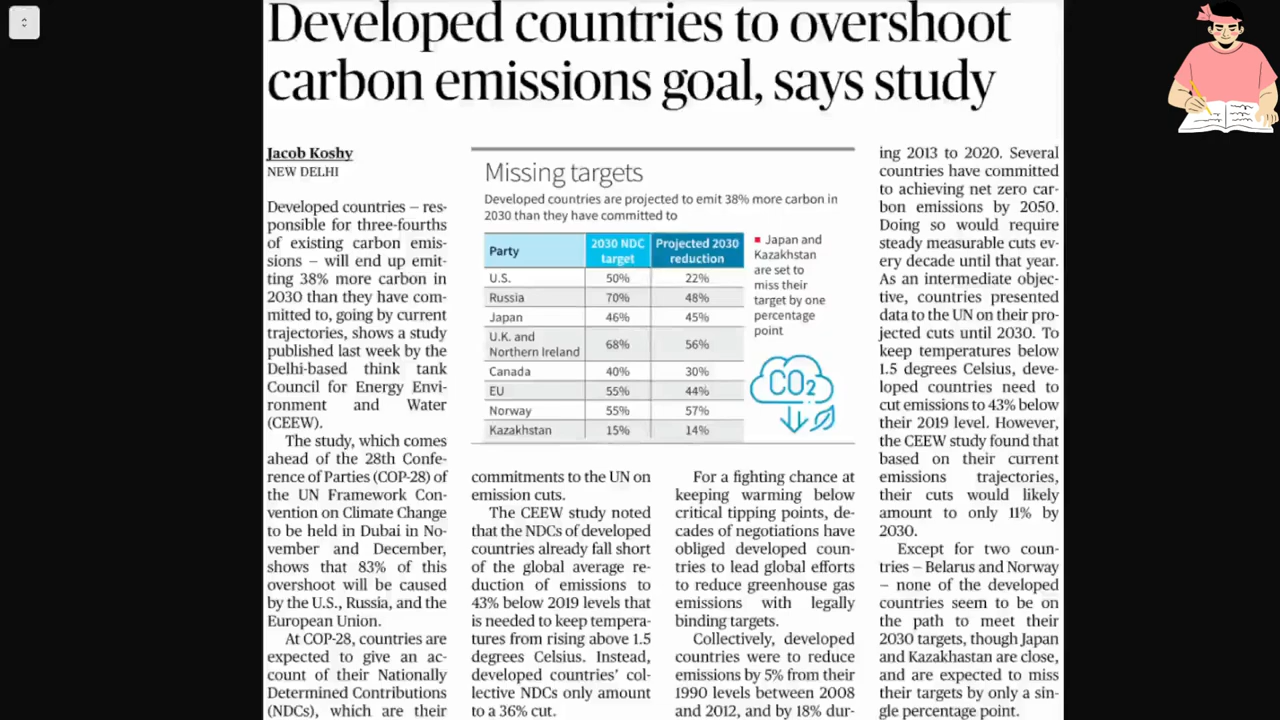 Developed countries to overshoot
carbon emissions goal, says study
Jacob Koshy
NEW DELHI
Developed countries – res-
ponsible for three-fourths
of existing carbon emis-
sions – will end up emit-
ting 38% more carbon in
2030 than they have com-
mitted to, going by current
trajectories, shows a study
published last week by the
Delhi-based think tank
Council for Energy Envi-
ronment and Water
(CEEW).
The study, which comes
ahead of the 28th Confe-
rence of Parties (COP-28) of
the UN Framework Con-
vention on Climate Change
to be held in Dubai in No-
vember and December,
shows that 83% of this
overshoot will be caused
by the U.S., Russia, and the
European Union.
At COP-28, countries are
expected to give an ac-
count of their Nationally
Determined Contributions
(NDCs), which are their
Missing targets
Developed countries are projected to emit 38% more carbon in
2030 than they have committed to
Party 2030 NDC target Projected 2030 reduction
U.S. 50% 22%
Russia 70% 48%
Japan 46% 45%
U.K. and Northern Ireland 68% 56%
Canada 40% 30%
EU 55% 44%
Norway 55% 57%
Kazakhstan 15% 14%
Japan and
Kazakhstan
are set to
miss their
target by one
percentage
point
CO2
commitments to the UN on
emission cuts.
The CEEW study noted
that the NDCs of developed
countries already fall short
of the global average re-
duction of emissions to
43% below 2019 levels that
is needed to keep tempera-
tures from rising above 1.5
degrees Celsius. Instead,
developed countries' col-
lective NDCs only amount
to a 36% cut.
For a fighting chance at
keeping warming below
critical tipping points, de-
cades of negotiations have
obliged developed coun-
tries to lead global efforts
to reduce greenhouse gas
emissions with legally
binding targets.
Collectively, developed
countries were to reduce
emissions by 5% from their
1990 levels between 2008
and 2012, and by 18% dur-
ing 2013 to 2020. Several
countries have committed
to achieving net zero car-
bon emissions by 2050.
Doing so would require
steady measurable cuts ev-
ery decade until that year.
As an intermediate objec-
tive, countries presented
data to the UN on their pro-
jected cuts until 2030. To
keep temperatures below
1.5 degrees Celsius, deve-
loped countries need to
cut emissions to 43% below
their 2019 level. However,
the CEEW study found that
based on their current
emissions trajectories,
their cuts would likely
amount to only 11% by
2030.
Except for two coun-
tries – Belarus and Norway
– none of the developed
countries seem to be on
the path to meet their
2030 targets, though Japan
and Kazakhastan are close,
and are expected to miss
their targets by only a sin-
gle percentage point.